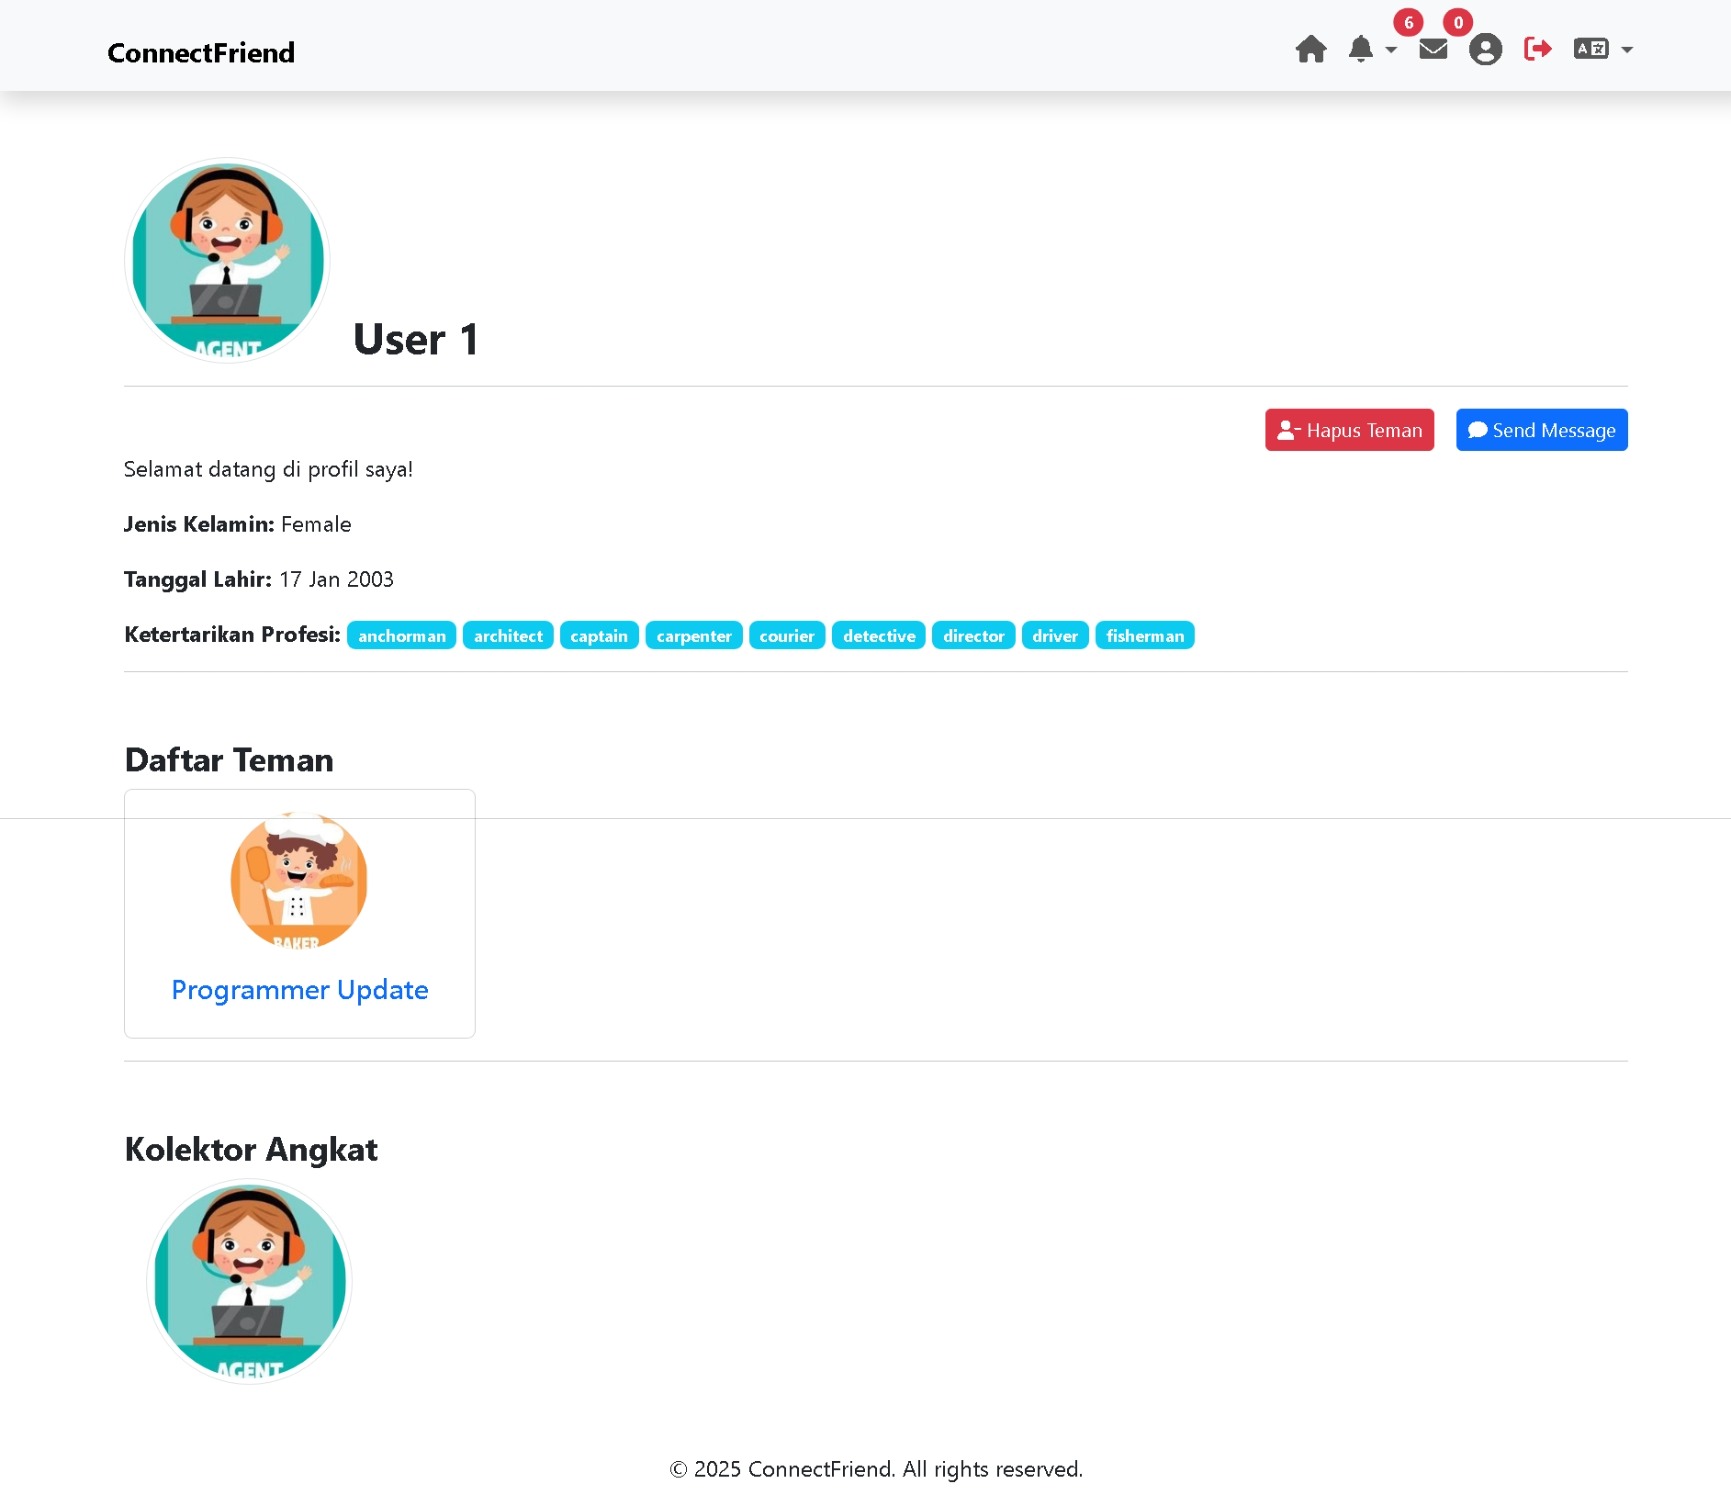 ConnectFriend
6 0
AGENT
User 1
Hapus Teman Send Message
Selamat datang di profil saya!
Jenis Kelamin: Female
Tanggal Lahir: 17 Jan 2003
Ketertarikan Profesi: anchorman architect captain carpenter courier detective director driver fisherman
Daftar Teman
BAKER
Programmer Update
Kolektor Angkat
AGENT
© 2025 ConnectFriend. All rights reserved.